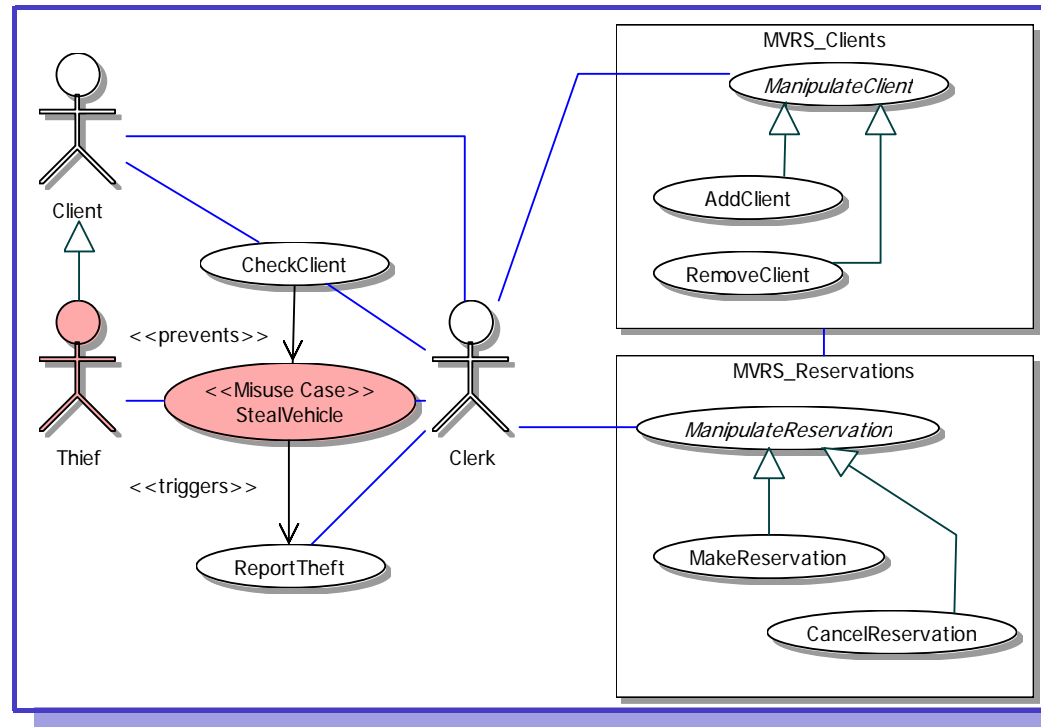 MVRS_Clients
ManipulateClient
AddClient
RemoveClient
Client
CheckClient
<<prevents>>
<<Misuse Case>>
StealVehicle
Thief
Clerk
<<triggers>>
ReportTheft
MVRS_Reservations
ManipulateReservation
MakeReservation
CancelReservation